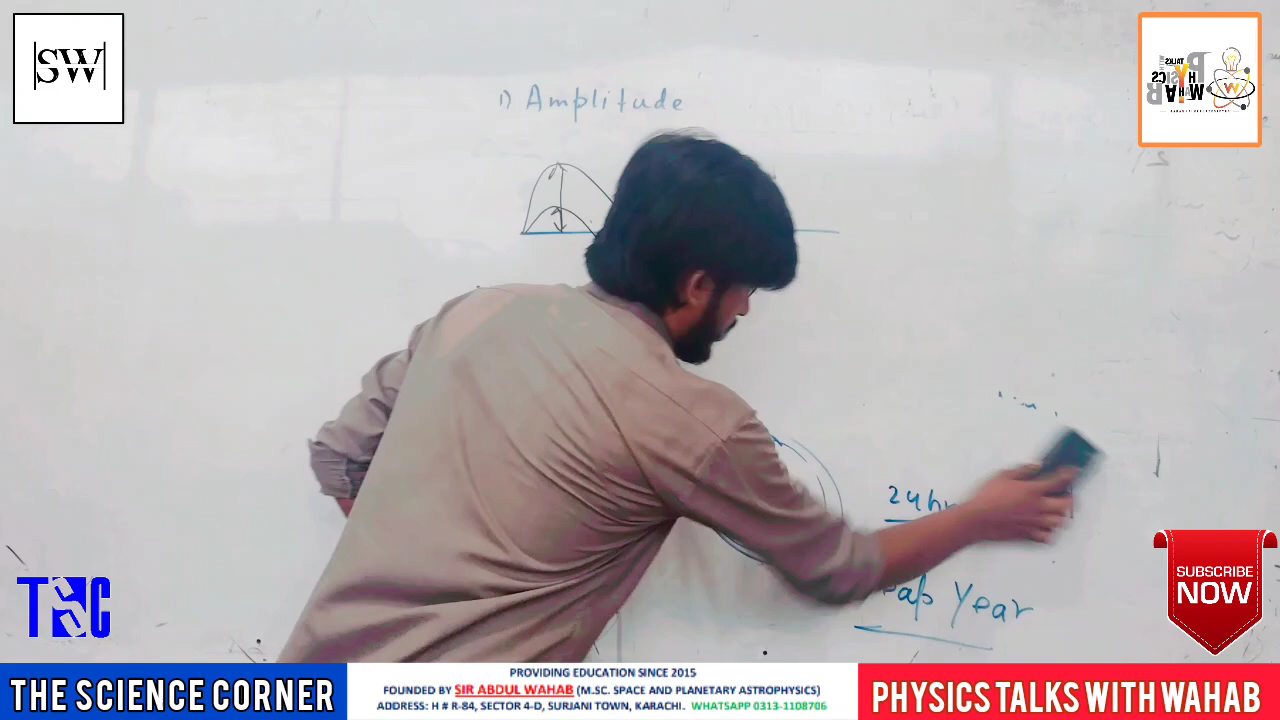 |SW|
1) Amplitude
24hr
eap Year
TSC
SUBSCRIBE
NOW
THE SCIENCE CORNER
PROVIDING EDUCATION SINCE 2015
FOUNDED BY SIR ABDUL WAHAB (M.SC. SPACE AND PLANETARY ASTROPHYSICS)
ADDRESS: H # R-84, SECTOR 4-D, SURJANI TOWN, KARACHI. WHATSAPP 0313-1108706
PHYSICS TALKS WITH WAHAB